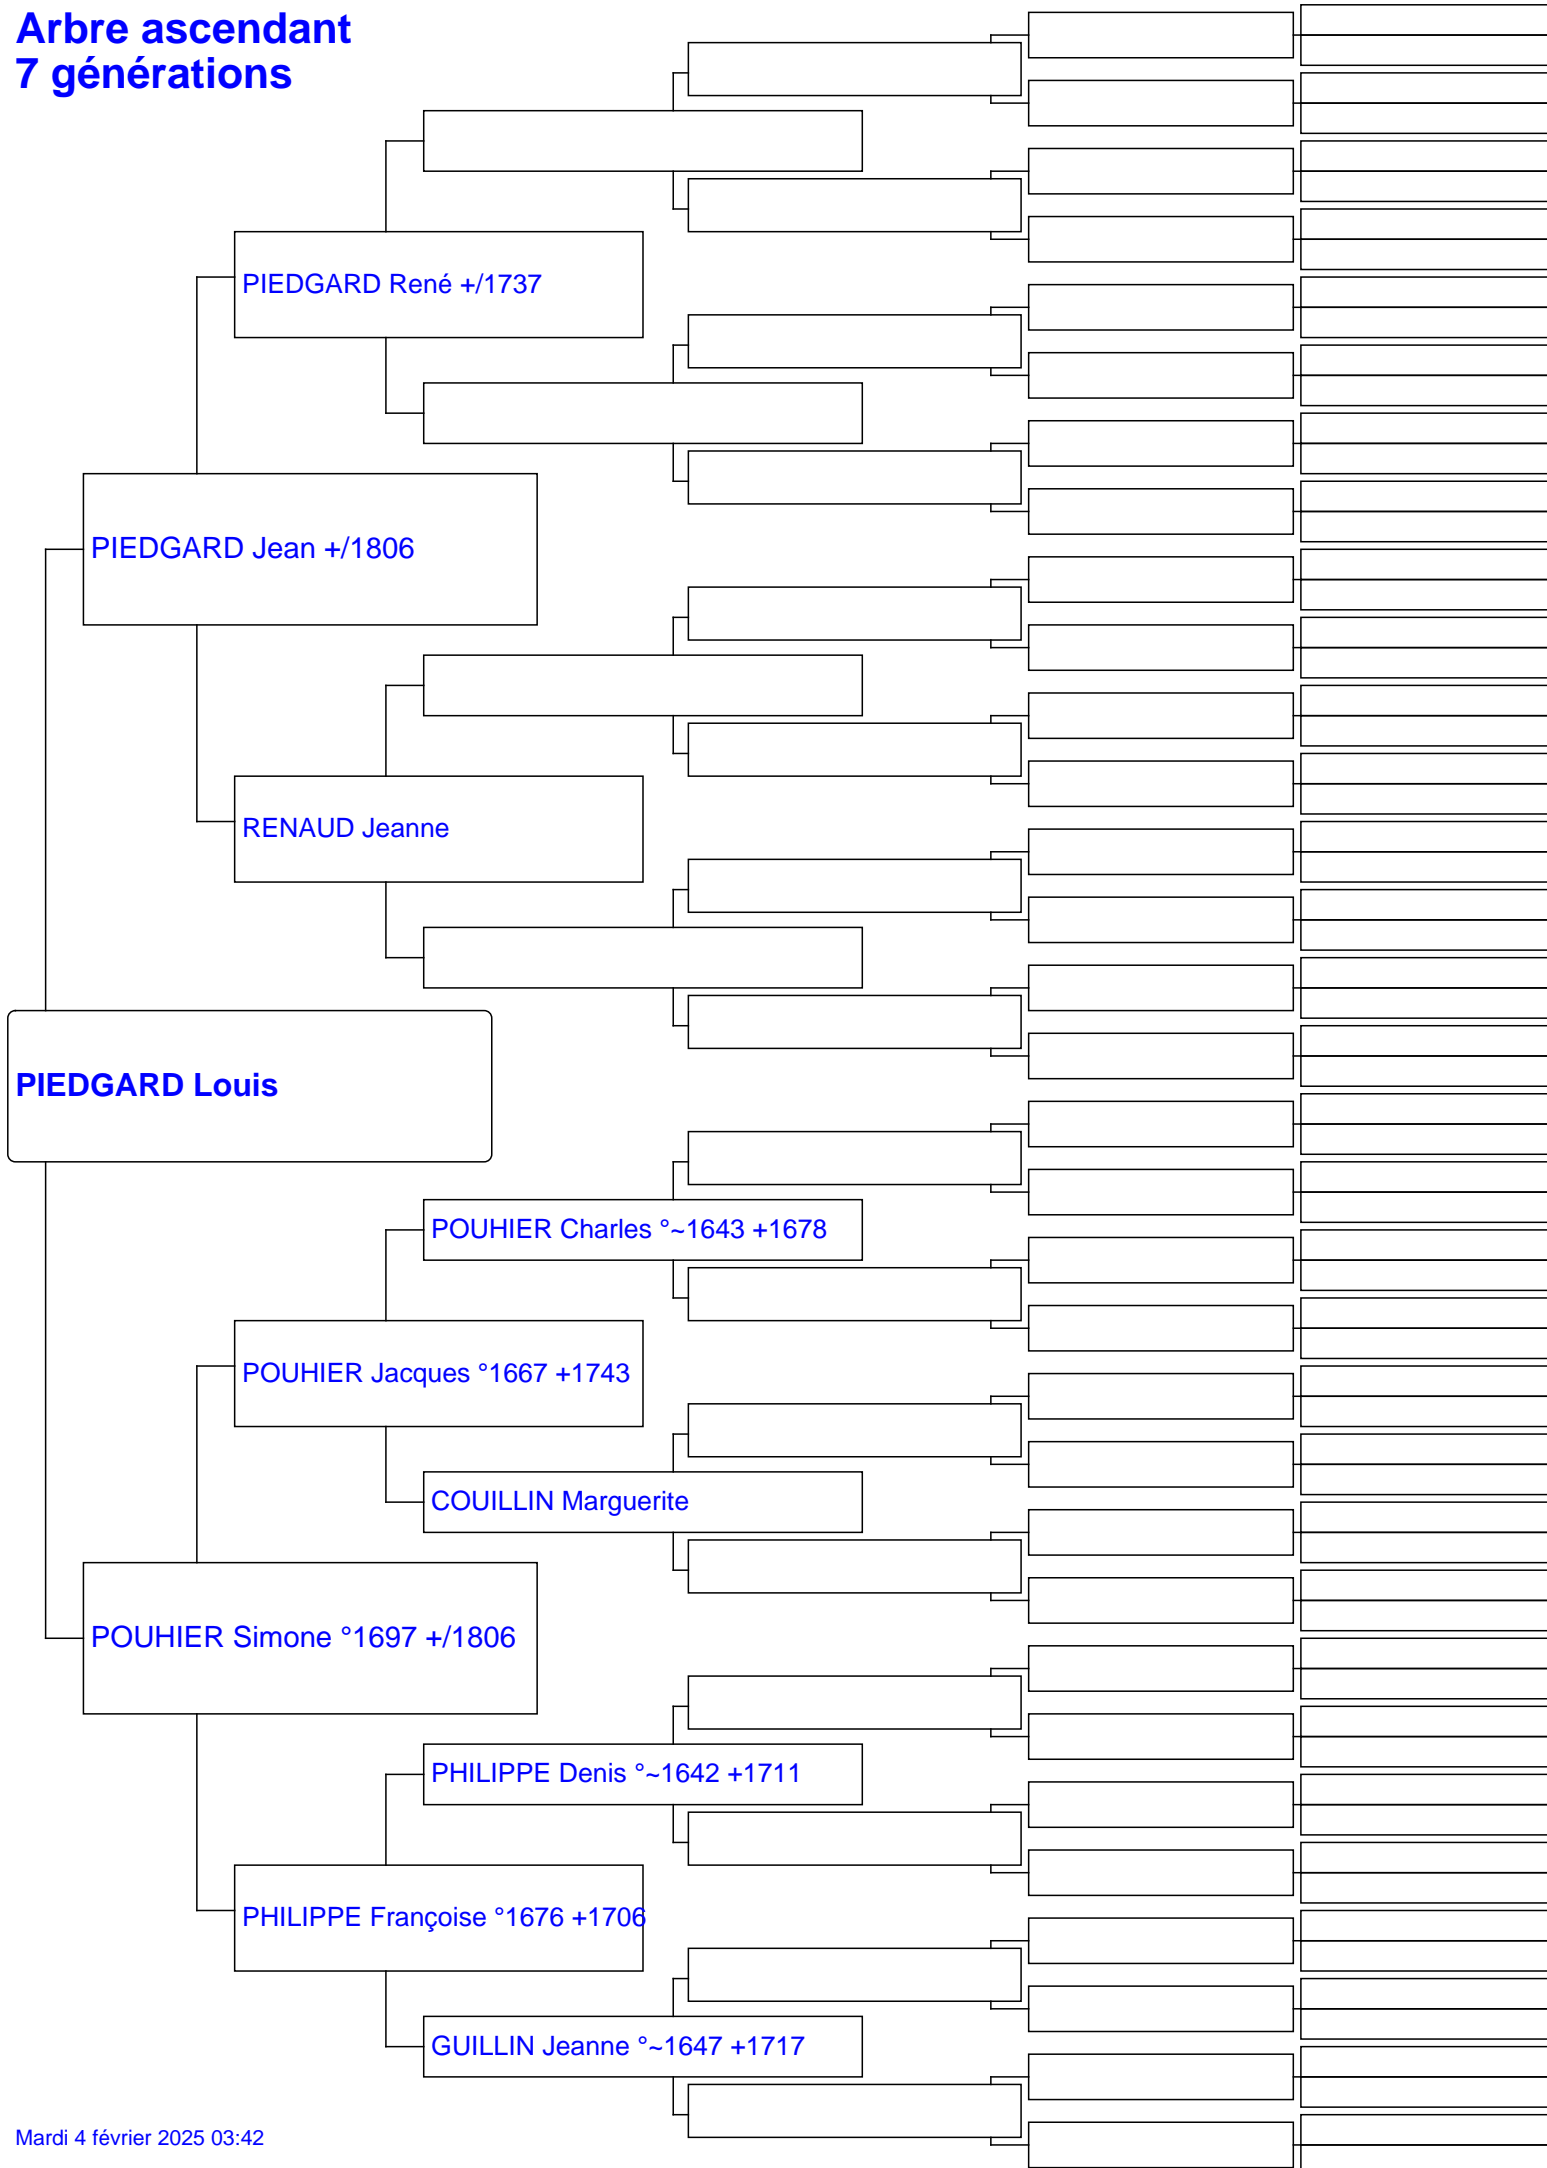 Arbre ascendant
7 générations
PIEDGARD René +/1737
PIEDGARD Jean +/1806
RENAUD Jeanne
PIEDGARD Louis
POUHIER Charles °~1643 +1678
POUHIER Jacques °1667 +1743
COUILLIN Marguerite
POUHIER Simone °1697 +/1806
PHILIPPE Denis °~1642 +1711
PHILIPPE Françoise °1676 +1706
GUILLIN Jeanne °~1647 +1717
Mardi 4 février 2025 03:42